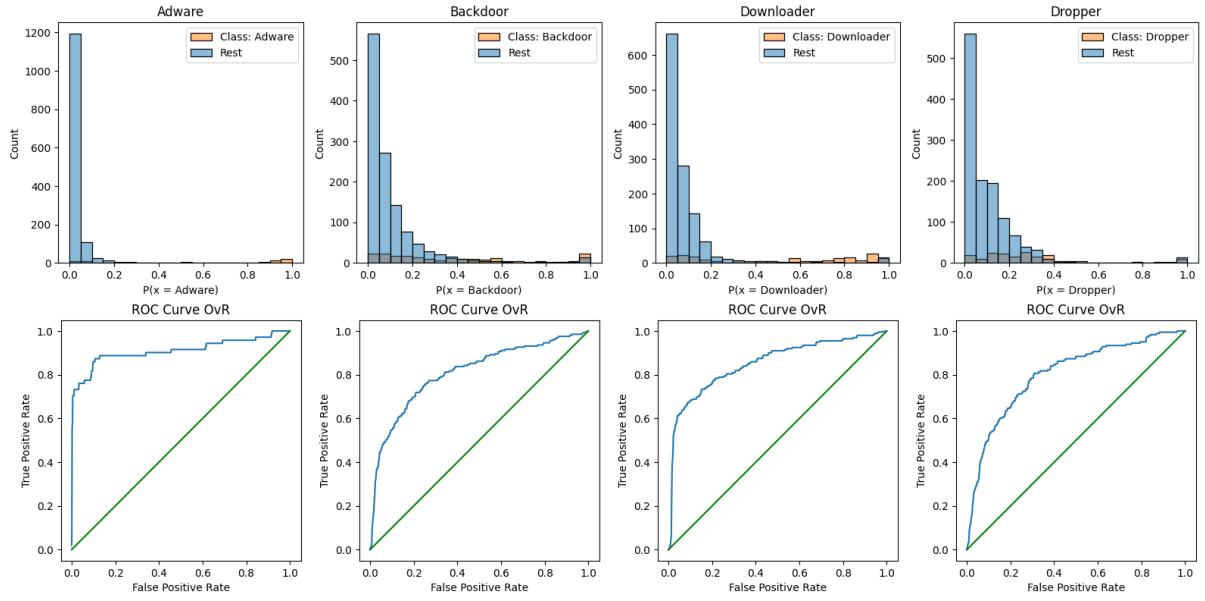 Adware
Class: Adware
Rest
Count
1200
1000
800
600
400
200
0
0.0 0.2 0.4 0.6 0.8 1.0
P(x = Adware)
Backdoor
Class: Backdoor
Rest
Count
500
400
300
200
100
0
0.0 0.2 0.4 0.6 0.8 1.0
P(x = Backdoor)
Downloader
Class: Downloader
Rest
Count
600
500
400
300
200
100
0
0.0 0.2 0.4 0.6 0.8 1.0
P(x = Downloader)
Dropper
Class: Dropper
Rest
Count
500
400
300
200
100
0
0.0 0.2 0.4 0.6 0.8 1.0
P(x = Dropper)
ROC Curve OvR
True Positive Rate
1.0
0.8
0.6
0.4
0.2
0.0
0.0 0.2 0.4 0.6 0.8 1.0
False Positive Rate
ROC Curve OvR
True Positive Rate
1.0
0.8
0.6
0.4
0.2
0.0
0.0 0.2 0.4 0.6 0.8 1.0
False Positive Rate
ROC Curve OvR
True Positive Rate
1.0
0.8
0.6
0.4
0.2
0.0
0.0 0.2 0.4 0.6 0.8 1.0
False Positive Rate
ROC Curve OvR
True Positive Rate
1.0
0.8
0.6
0.4
0.2
0.0
0.0 0.2 0.4 0.6 0.8 1.0
False Positive Rate